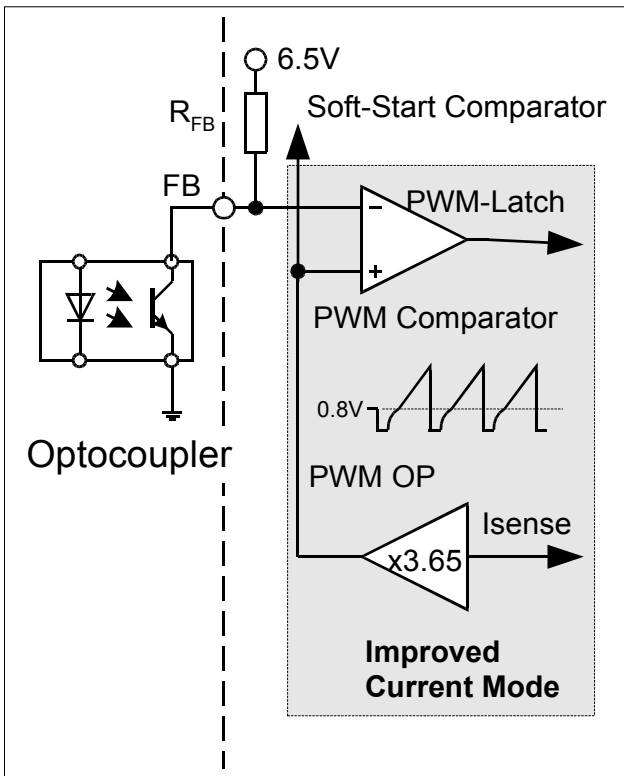 6.5V
R_FB
Soft-Start Comparator
FB
PWM-Latch
−
+
PWM Comparator
0.8V
Optocoupler
PWM OP
Isense
x3.65
Improved
Current Mode